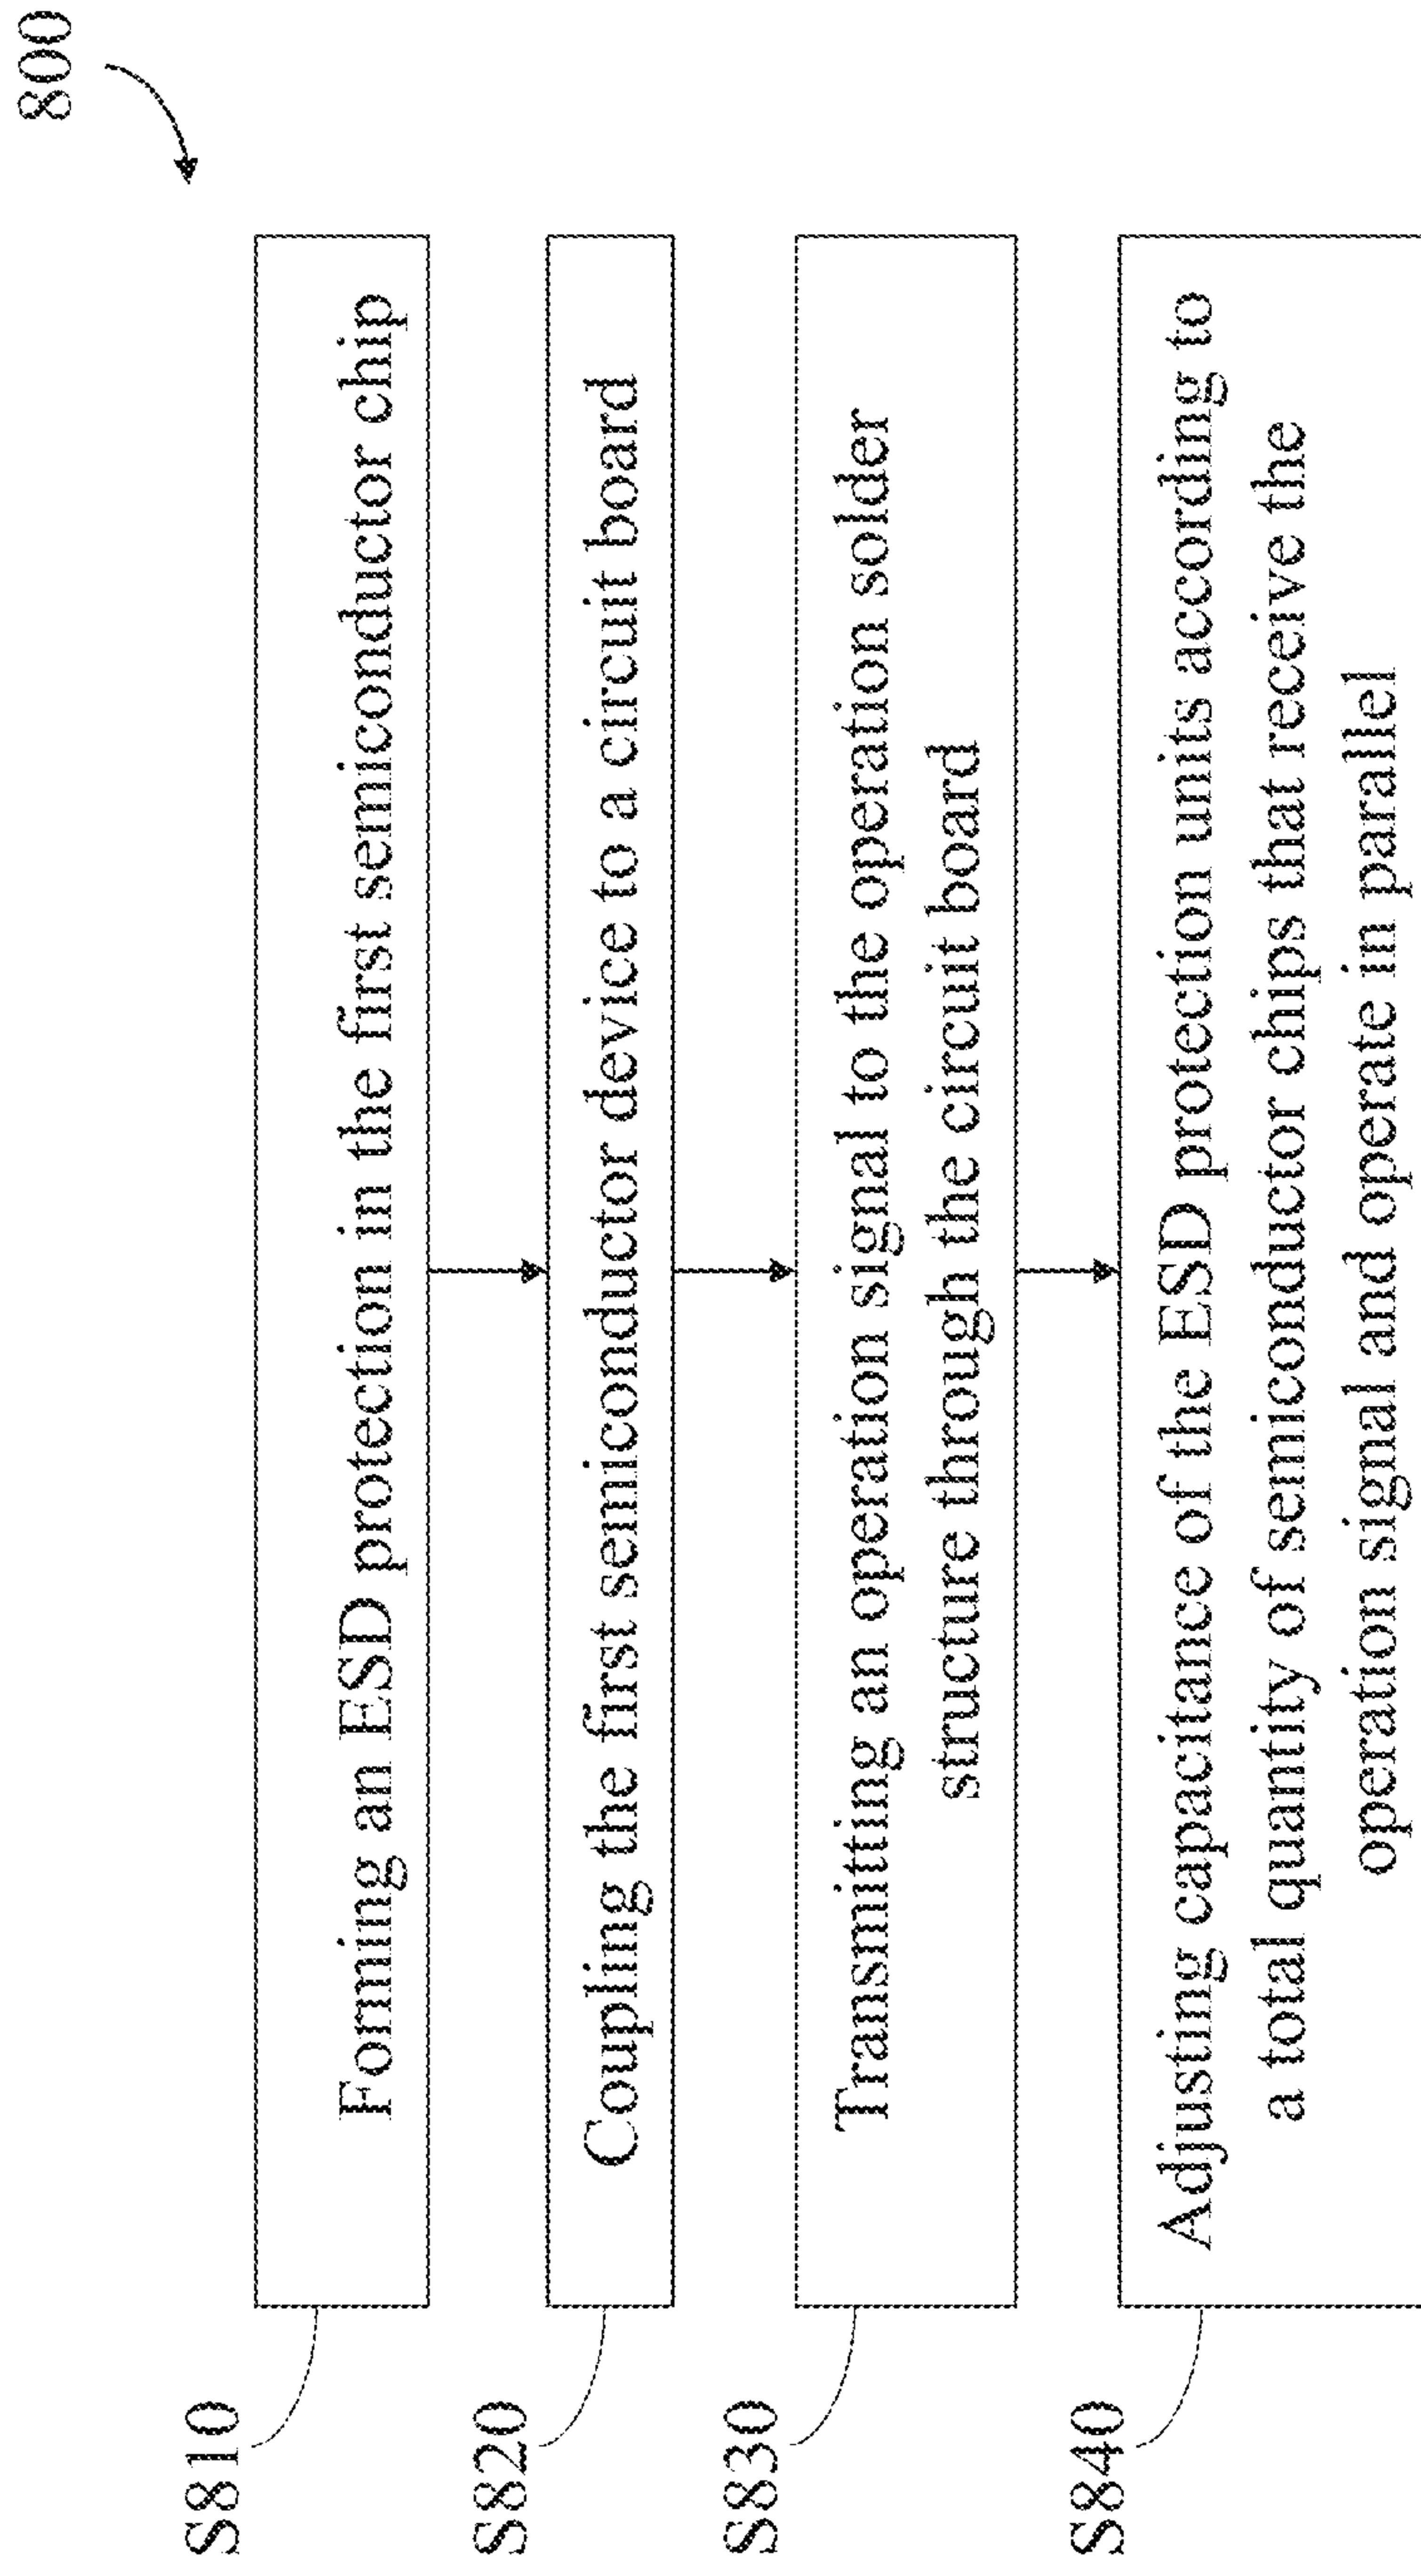 800
S810
Forming an ESD protection in the first semiconductor chip
S820
Coupling the first semiconductor device to a circuit board
S830
Transmitting an operation signal to the operation solder
structure through the circuit board
S840
Adjusting capacitance of the ESD protection units according to
a total quantity of semiconductor chips that receive the
operation signal and operate in parallel